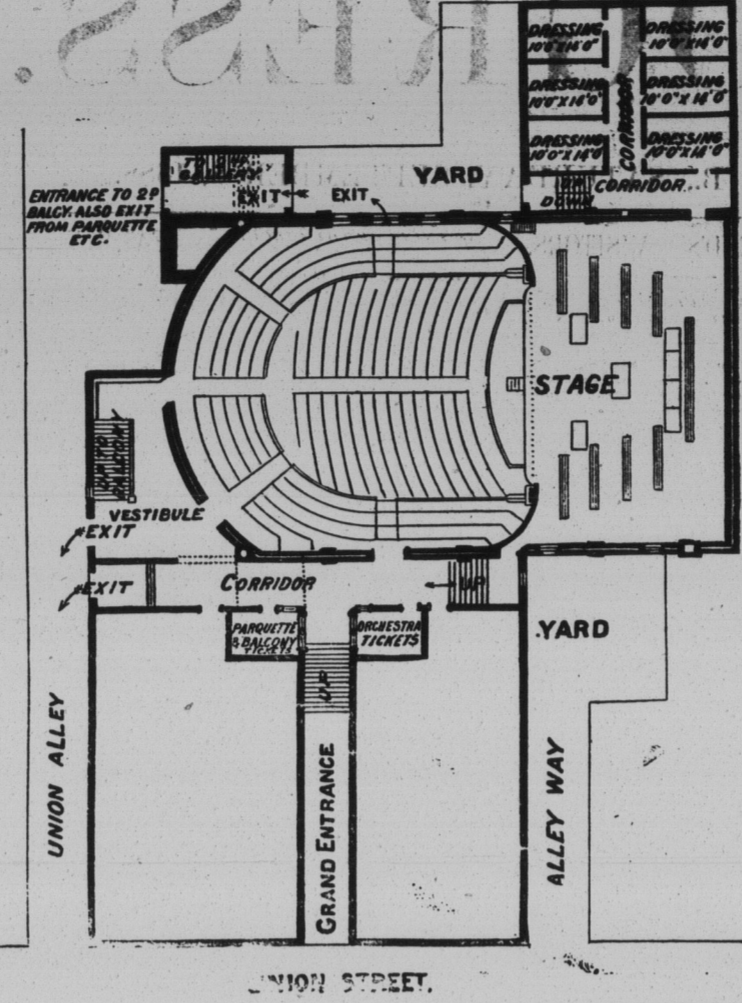 DRESSING
10'0"X14'0"
DRESSING
10'0"X14'0"
DRESSING
10'0"X14'0"
DRESSING
10'0"X14'0"
DRESSING
10'0"X14'0"
DRESSING
10'0"X14'0"
CORRIDOR
CORRIDOR
UP
DOWN
YARD
EXIT
EXIT
ENTRANCE TO 2D
BALCY. ALSO EXIT
FROM PARQUETTE
ETC.
STAGE
VESTIBULE
EXIT
EXIT
CORRIDOR
UP
PARQUETTE
& BALCONY
TICKETS
ORCHESTRA
TICKETS
UP
YARD
GRAND ENTRANCE
UNION ALLEY
ALLEY WAY
UNION STREET.